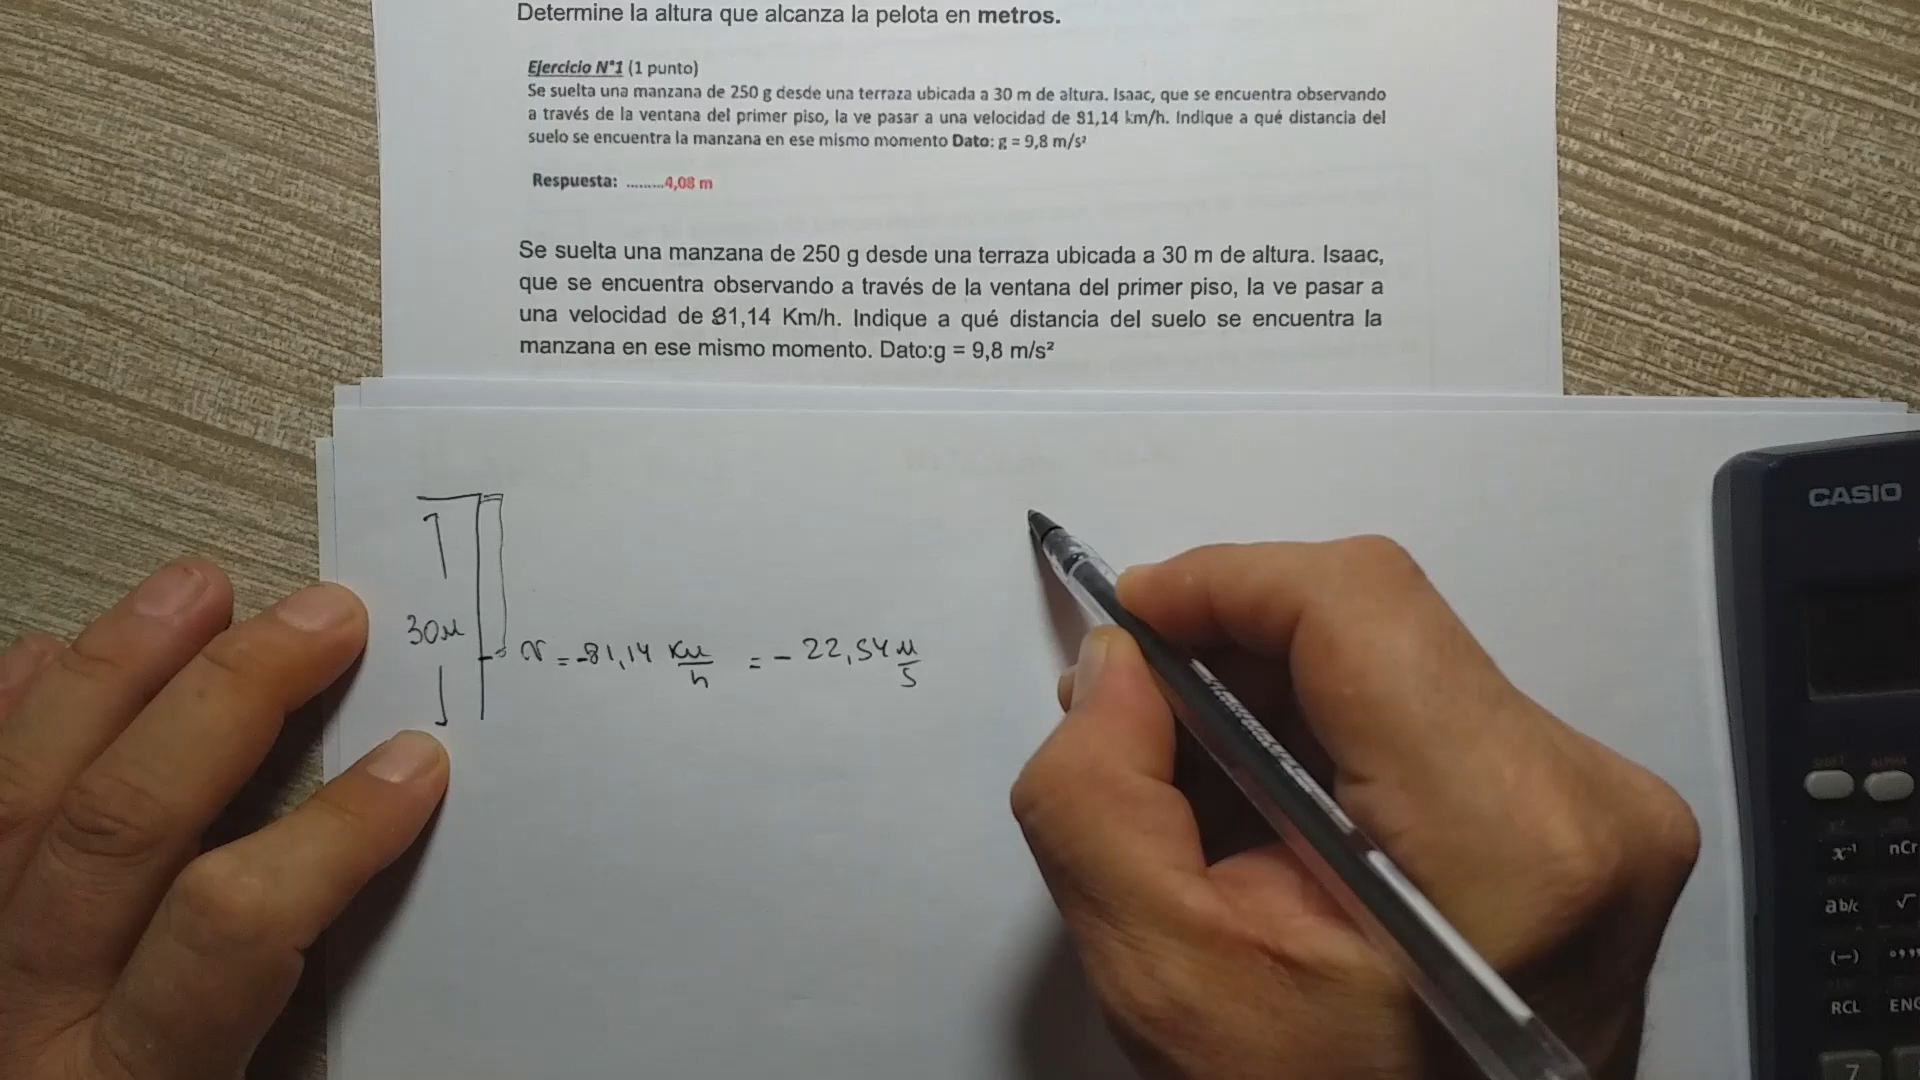 Determine la altura que alcanza la pelota en metros.
Ejercicio N°1 (1 punto)
Se suelta una manzana de 250 g desde una terraza ubicada a 30 m de altura. Isaac, que se encuentra observando
a través de la ventana del primer piso, la ve pasar a una velocidad de 81,14 km/h. Indique a qué distancia del
suelo se encuentra la manzana en ese mismo momento Dato: g = 9,8 m/s²
Respuesta: .........4,08 m
Se suelta una manzana de 250 g desde una terraza ubicada a 30 m de altura. Isaac,
que se encuentra observando a través de la ventana del primer piso, la ve pasar a
una velocidad de 81,14 Km/h. Indique a qué distancia del suelo se encuentra la
manzana en ese mismo momento. Dato:g = 9,8 m/s²
30m
v = -81,14 Km/h = - 22,54 m/s
CASIO
SHIFT ALPHA
x⁻¹ nCr
ab/c √
(−)
RCL ENG
7